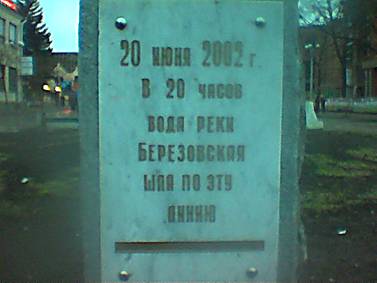 20 июня 2002 г.
В 20 часов
вода реки
Березовская
шла по эту
линию